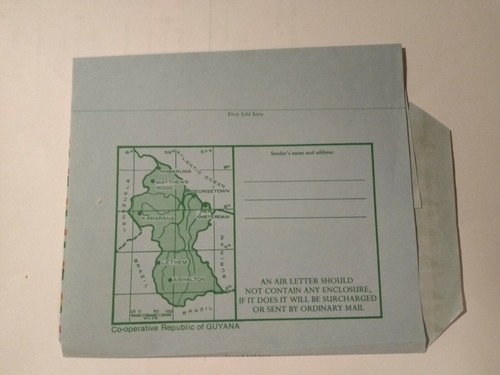 First fold here
Sender's name and address:
MABARUMA
MATTHEWS
RIDGE
ATLANTIC OCEAN
GEORGETOWN
NEW
AMSTERDAM
VENEZUELA
KAMARANG
SURINAM
BRAZIL
LETHEM
AISHALTON
BRAZIL
MILES
AN AIR LETTER SHOULD
NOT CONTAIN ANY ENCLOSURE,
IF IT DOES IT WILL BE SURCHARGED
OR SENT BY ORDINARY MAIL
Co-operative Republic of GUYANA